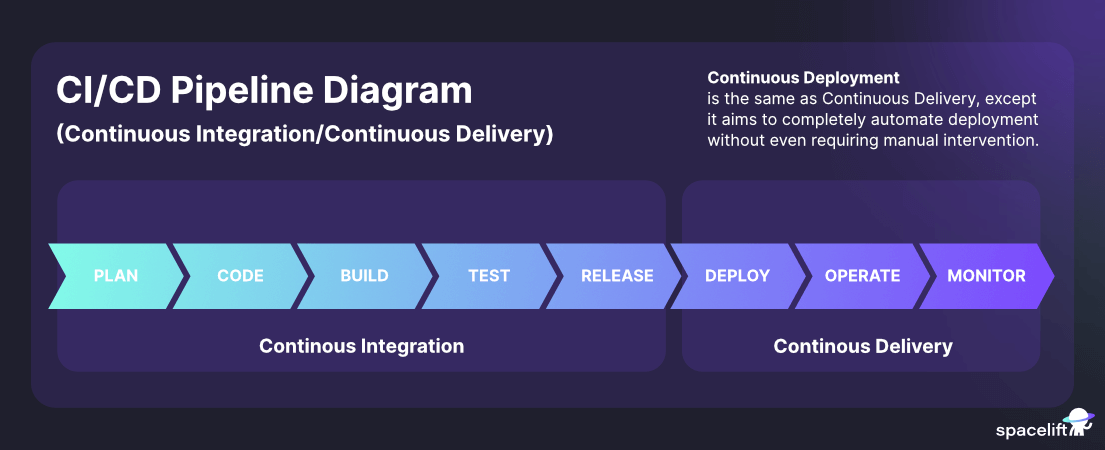 CI/CD Pipeline Diagram
(Continuous Integration/Continuous Delivery)
Continuous Deployment
is the same as Continuous Delivery, except
it aims to completely automate deployment
without even requiring manual intervention.
PLAN
CODE
BUILD
TEST
RELEASE
DEPLOY
OPERATE
MONITOR
Continous Integration
Continous Delivery
spacelift